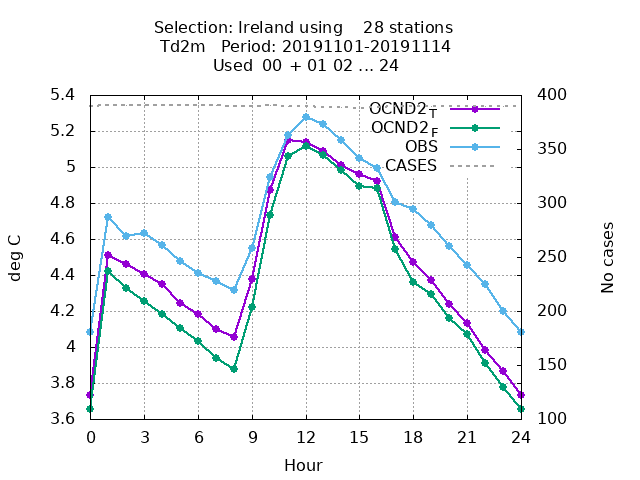 Selection: Ireland using 28 stations
Td2m Period: 20191101-20191114
Used 00 + 01 02 ... 24
5.4
5.2
5
4.8
4.6
4.4
4.2
4
3.8
3.6
deg C
400
350
300
250
200
150
100
No cases
OCND2_T
OCND2_F
OBS
CASES
0 3 6 9 12 15 18 21 24
Hour